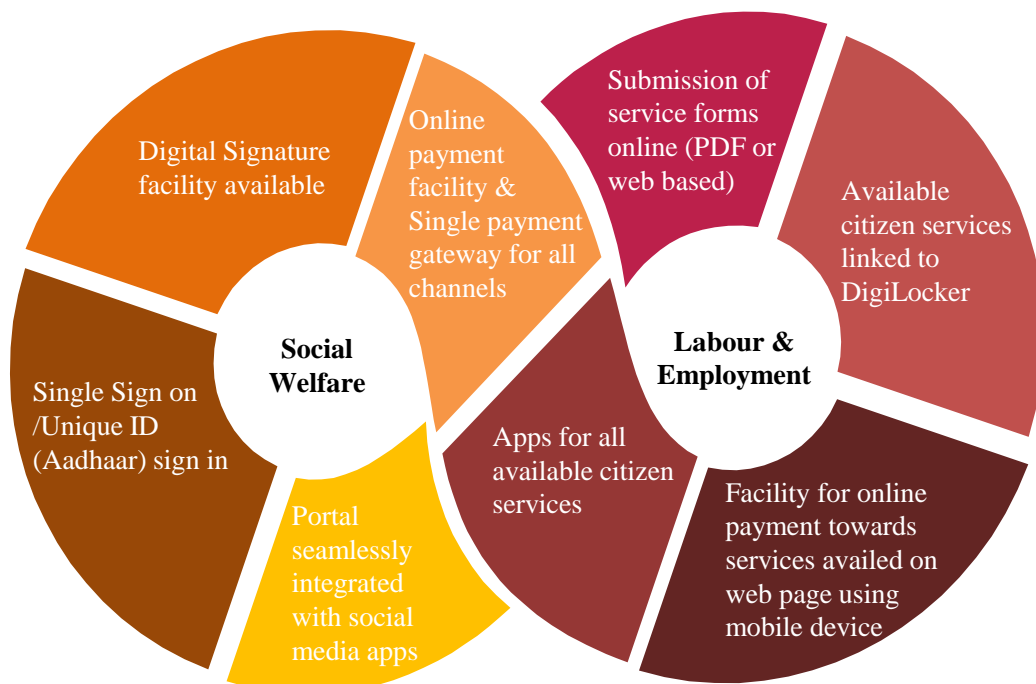 Digital Signature
facility available
Online
payment
facility &
Single payment
gateway for all
channels
Single Sign on
/Unique ID
(Aadhaar) sign in
Social
Welfare
Portal
seamlessly
integrated
with social
media apps
Submission of
service forms
online (PDF or
web based)
Available
citizen services
linked to
DigiLocker
Labour &
Employment
Apps for all
available citizen
services
Facility for online
payment towards
services availed on
web page using
mobile device